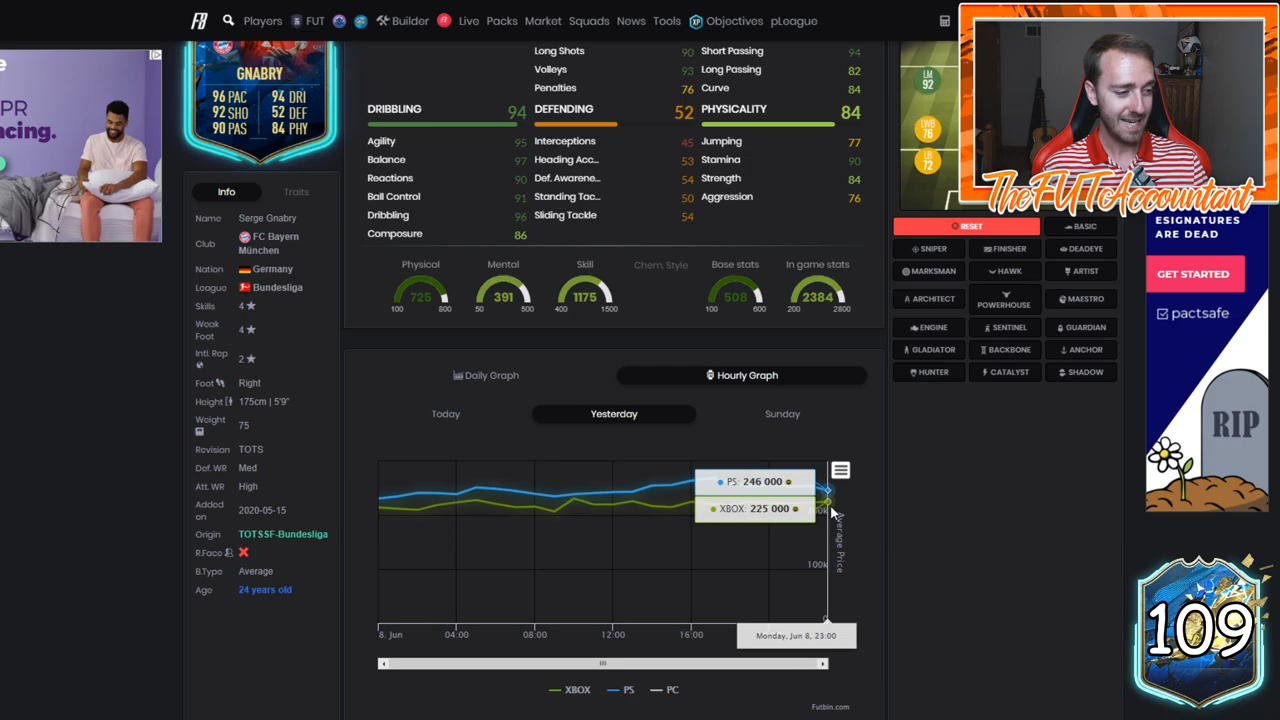 F8 Players FUT Builder Live Packs Market Squads News Tools XP Objectives pLeague
GNABRY
96 PAC 94 DRI
92 SHO 52 DEF
90 PAS 84 PHY
PR
ncing.
Long Shots 90 Short Passing 94
Volleys 93 Long Passing 82
Penalties 76 Curve 84
DRIBBLING 94 DEFENDING 52 PHYSICALITY 84
Agility 95 Interceptions 45 Jumping 77
Balance 97 Heading Acc... 53 Stamina 90
Reactions 90 Def. Awarene... 54 Strength 84
Ball Control 91 Standing Tac... 50 Aggression 76
Dribbling 96 Sliding Tackle 54
Composure 86
Physical Mental Skill Chem. Style Base stats In game stats
725 391 1175 508 2384
100 800 50 500 400 1500 100 600 200 2800
Info Traits
Name Serge Gnabry
Club FC Bayern
München
Nation Germany
League Bundesliga
Skills 4★
Weak
Foot 4★
Intl. Rep 2★
Foot Right
Height 175cm | 5'9"
Weight 75
Revision TOTS
Def. WR Med
Att. WR High
Added
on 2020-05-15
Origin TOTSSF-Bundesliga
R.Face
B.Type Average
Age 24 years old
Daily Graph Hourly Graph
Today Yesterday Sunday
PS: 246 000
XBOX: 225 000
100k
Average Price
8. Jun 04:00 08:00 12:00 16:00
Monday, Jun 8, 23:00
XBOX PS PC
Futbin.com
LM
92
LWB
76
72
RESET BASIC
SNIPER FINISHER DEADEYE
MARKSMAN HAWK ARTIST
ARCHITECT POWERHOUSE MAESTRO
ENGINE SENTINEL GUARDIAN
GLADIATOR BACKBONE ANCHOR
HUNTER CATALYST SHADOW
TheFUTAccountant
ESIGNATURES
ARE DEAD
GET STARTED
pactsafe
RIP
109